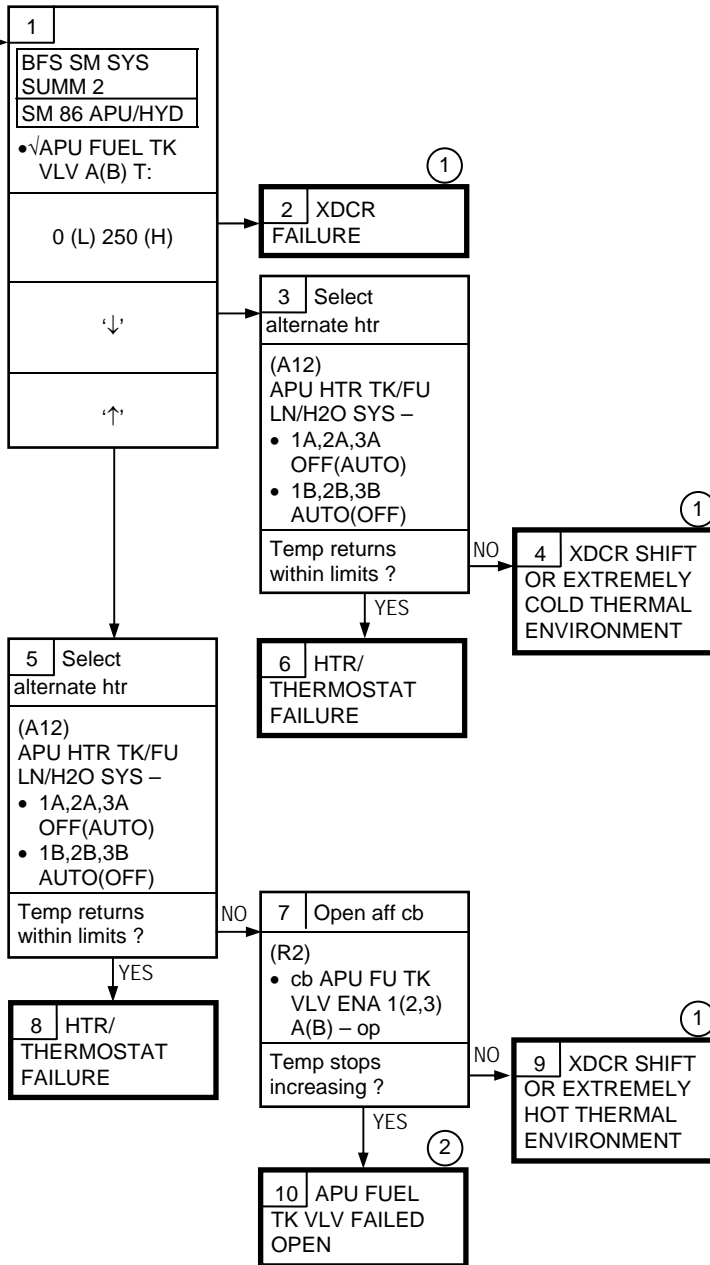 1
BFS SM SYS
SUMM 2
SM 86 APU/HYD
•√APU FUEL TK
VLV A(B) T:
0 (L) 250 (H)
‘↓’
‘↑’
1
2 XDCR
FAILURE
3 Select
alternate htr
(A12)
APU HTR TK/FU
LN/H2O SYS –
• 1A,2A,3A
OFF(AUTO)
• 1B,2B,3B
AUTO(OFF)
Temp returns
within limits ?
NO
YES
1
4 XDCR SHIFT
OR EXTREMELY
COLD THERMAL
ENVIRONMENT
6 HTR/
THERMOSTAT
FAILURE
5 Select
alternate htr
(A12)
APU HTR TK/FU
LN/H2O SYS –
• 1A,2A,3A
OFF(AUTO)
• 1B,2B,3B
AUTO(OFF)
Temp returns
within limits ?
NO
YES
8 HTR/
THERMOSTAT
FAILURE
7 Open aff cb
(R2)
• cb APU FU TK
VLV ENA 1(2,3)
A(B) – op
Temp stops
increasing ?
NO
YES
1
9 XDCR SHIFT
OR EXTREMELY
HOT THERMAL
ENVIRONMENT
2
10 APU FUEL
TK VLV FAILED
OPEN